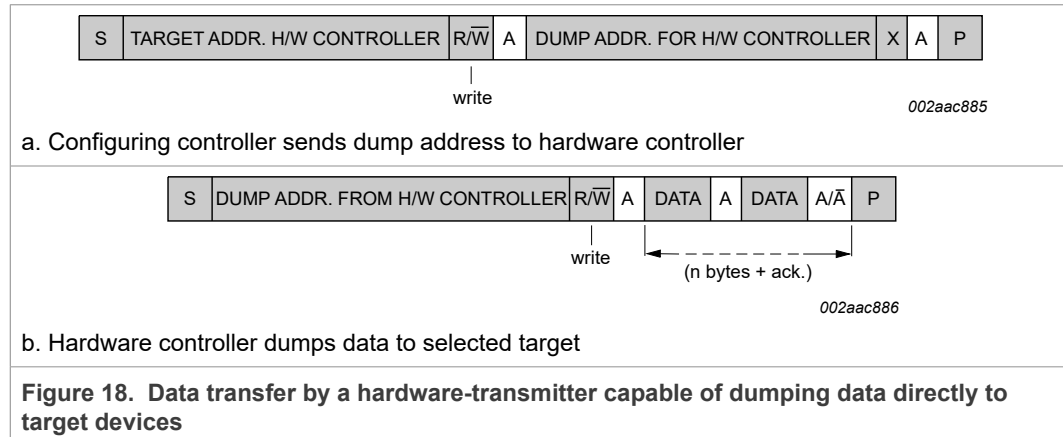 S TARGET ADDR. H/W CONTROLLER R/W̅ A DUMP ADDR. FOR H/W CONTROLLER X A P
write
002aac885
a. Configuring controller sends dump address to hardware controller
S DUMP ADDR. FROM H/W CONTROLLER R/W̅ A DATA A DATA A/A̅ P
write
(n bytes + ack.)
002aac886
b. Hardware controller dumps data to selected target
Figure 18. Data transfer by a hardware-transmitter capable of dumping data directly to
target devices